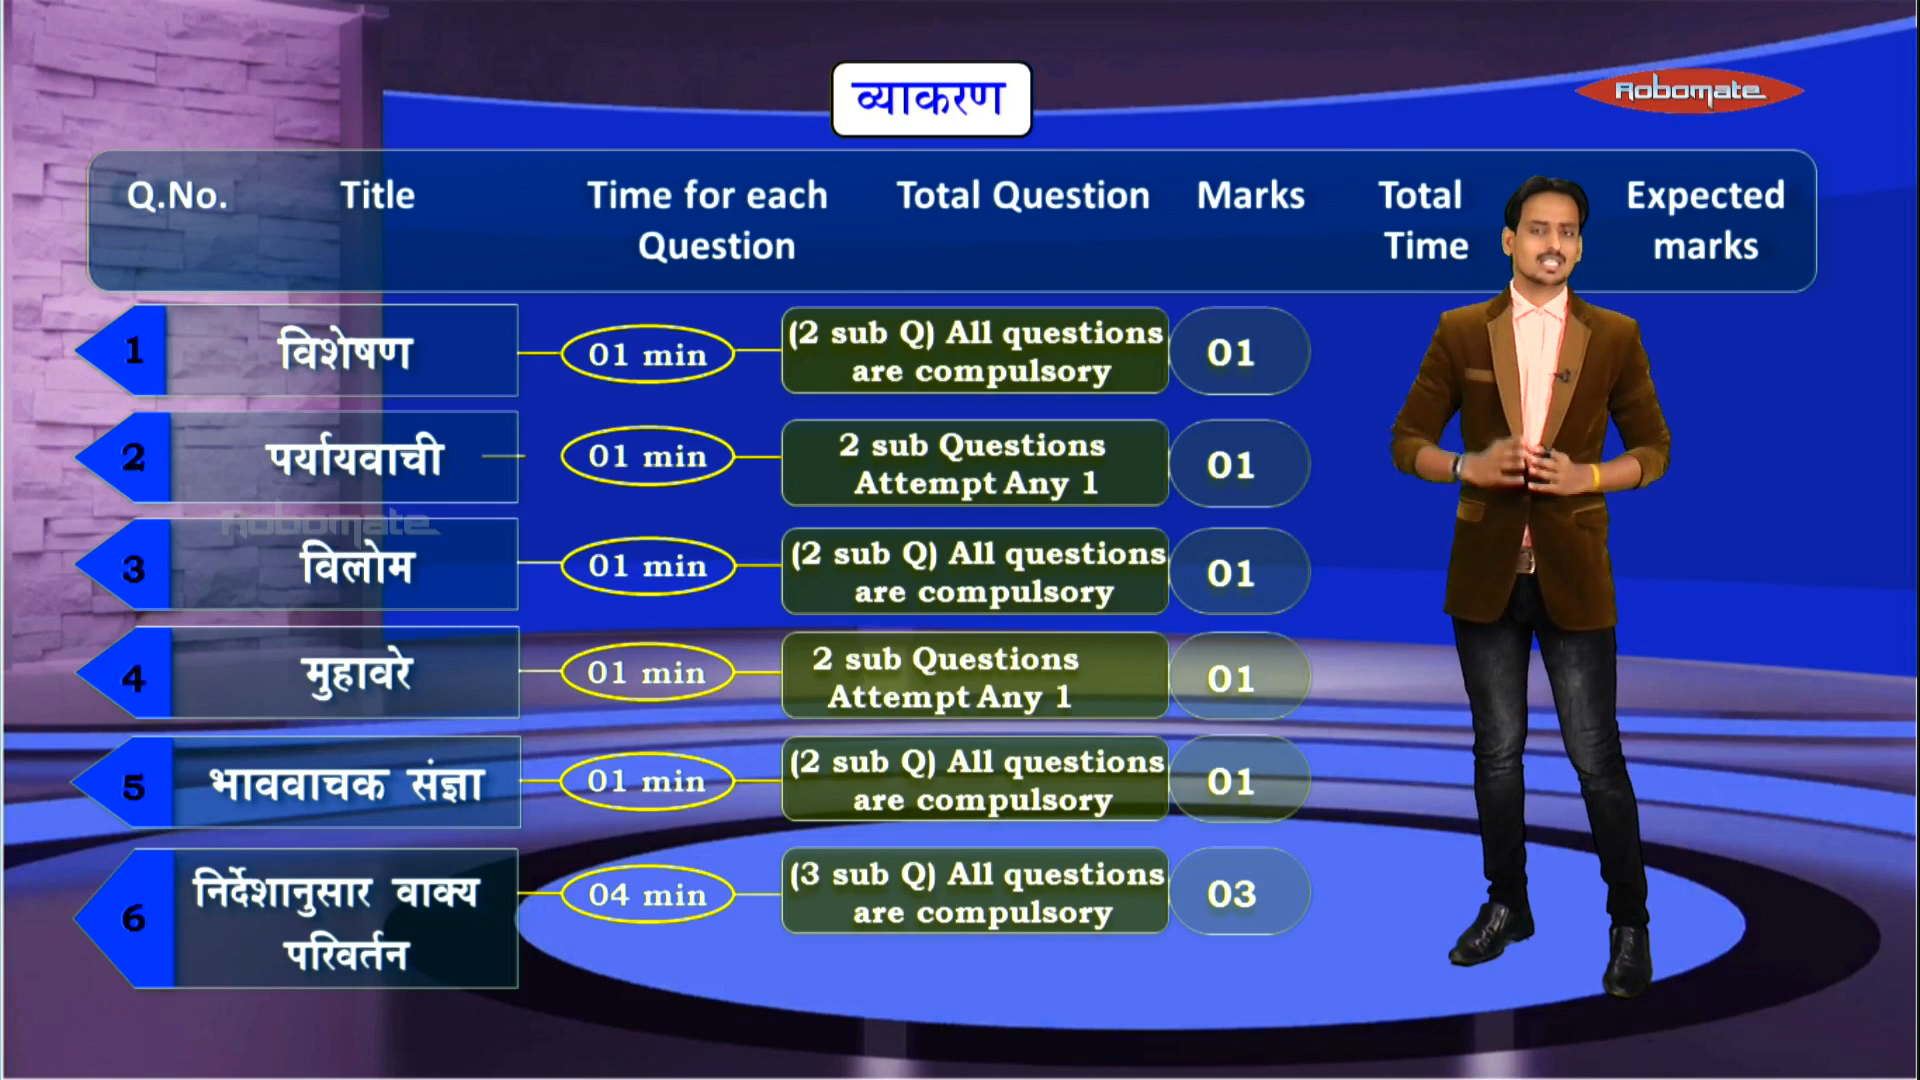 व्याकरण
Robomate
Q.No. Title Time for each Total Question Marks Total Expected
Question Time marks
1 विशेषण 01 min (2 sub Q) All questions 01
are compulsory
2 पर्यायवाची 01 min 2 sub Questions 01
Attempt Any 1
Robomate
3 विलोम 01 min (2 sub Q) All questions 01
are compulsory
4 मुहावरे 01 min 2 sub Questions 01
Attempt Any 1
5 भाववाचक संज्ञा 01 min (2 sub Q) All questions 01
are compulsory
6 निर्देशानुसार वाक्य 04 min (3 sub Q) All questions 03
परिवर्तन are compulsory